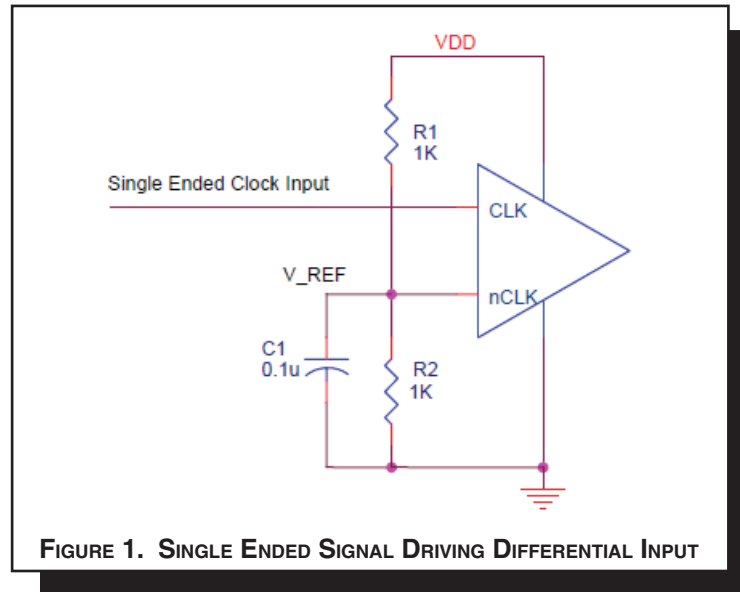 VDD
R1
1K
Single Ended Clock Input
CLK
V_REF
nCLK
C1
0.1u
R2
1K
FIGURE 1. SINGLE ENDED SIGNAL DRIVING DIFFERENTIAL INPUT